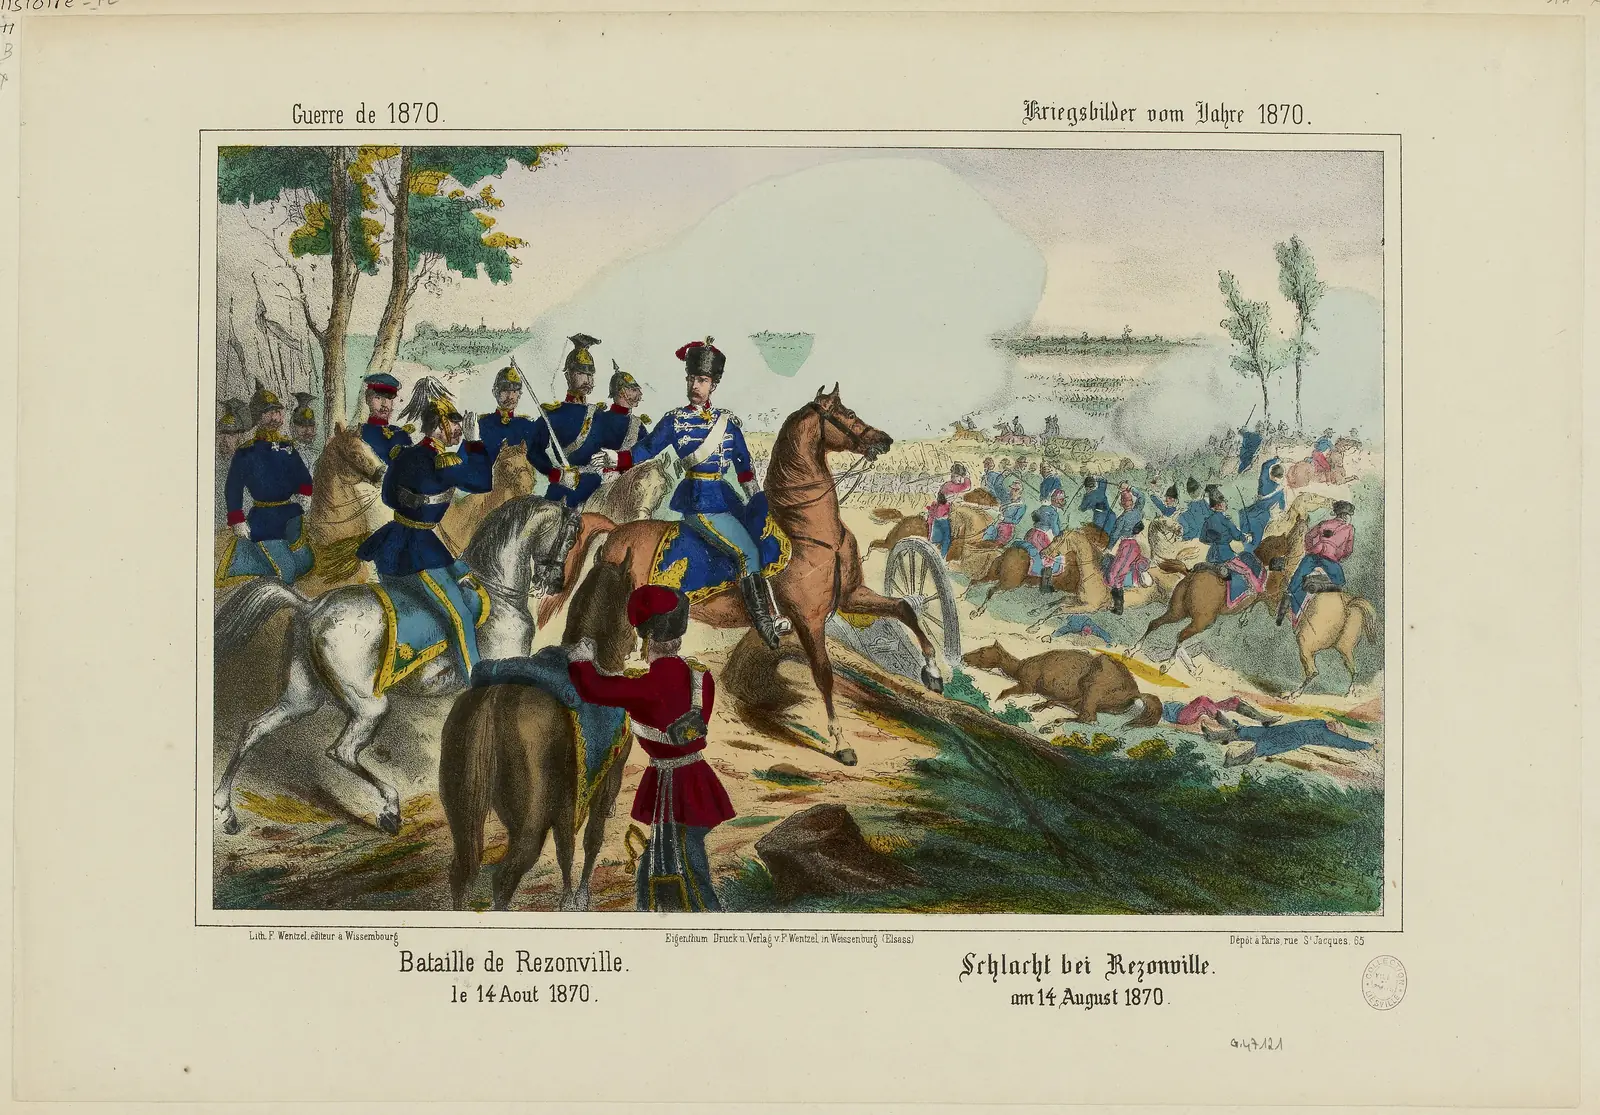 Guerre de 1870.
Kriegsbilder vom Jahre 1870.
Lith. F. Wentzel, éditeur à Wissembourg
Eigenthum Druck u. Verlag v. F. Wentzel, in Weissenburg (Elsass)
Dépôt à Paris, rue St Jacques. 65
Bataille de Rezonville.
le 14 Aout 1870.
Schlacht bei Rezonville.
am 14 August 1870.
COLLECTION
LIESVILLE
G.47121